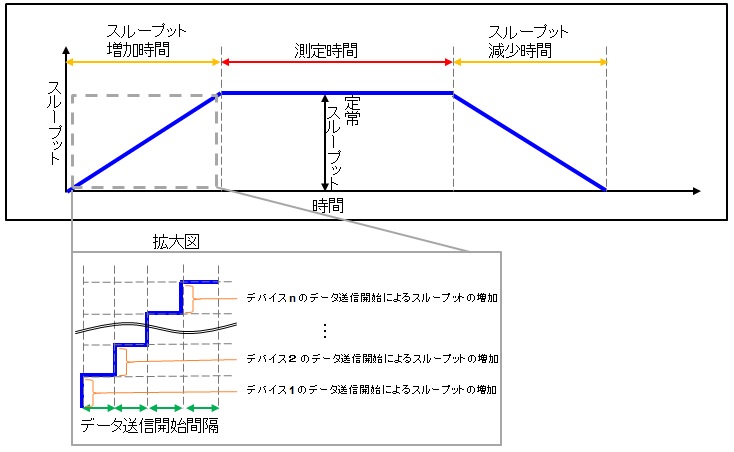 スループット
増加時間
測定時間
スループット
減少時間
スループット
定常
スループット
時間
拡大図
デバイスnのデータ送信開始によるスループットの増加
⋮
デバイス2のデータ送信開始によるスループットの増加
デバイス1のデータ送信開始によるスループットの増加
データ送信開始間隔